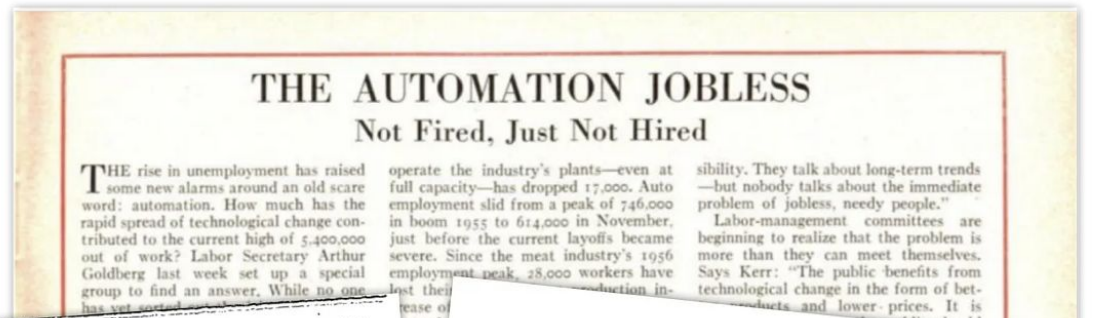 THE AUTOMATION JOBLESS
Not Fired, Just Not Hired
THE rise in unemployment has raised
some new alarms around an old scare
word: automation. How much has the
rapid spread of technological change con-
tributed to the current high of 5,400,000
out of work? Labor Secretary Arthur
Goldberg last week set up a special
group to find an answer. While no one
has yet sorted
operate the industry's plants—even at
full capacity—has dropped 17,000. Auto
employment slid from a peak of 746,000
in boom 1955 to 614,000 in November,
just before the current layoffs became
severe. Since the meat industry's 1956
employment peak, 28,000 workers have
lost their
sibility. They talk about long-term trends
—but nobody talks about the immediate
problem of jobless, needy people."
Labor-management committees are
beginning to realize that the problem is
more than they can meet themselves.
Says Kerr: "The public benefits from
technological change in the form of bet-
and lower prices. It is